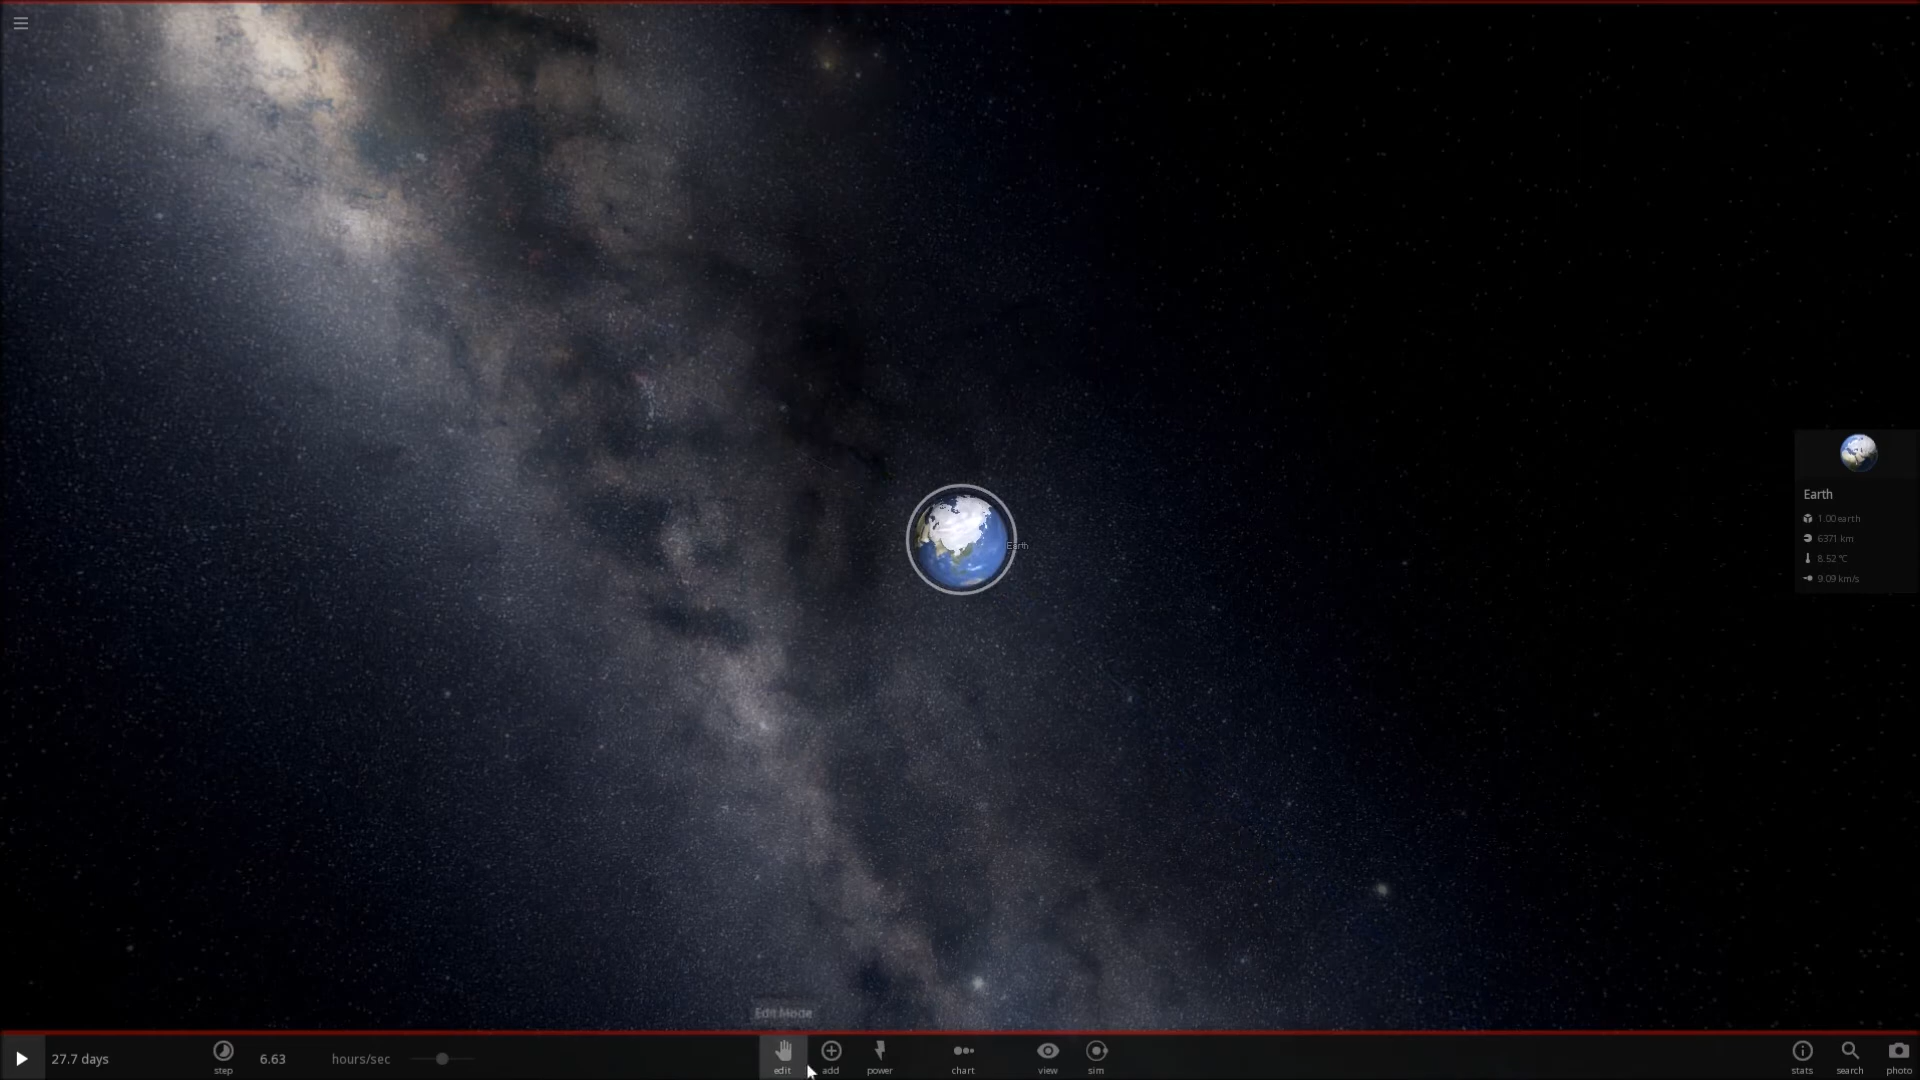 Earth
Earth
1.00 earth
6371 km
8.52 °C
9.09 km/s
Edit Mode
27.7 days
step
6.63
hours/sec
edit
add
power
chart
view
sim
stats
search
photo